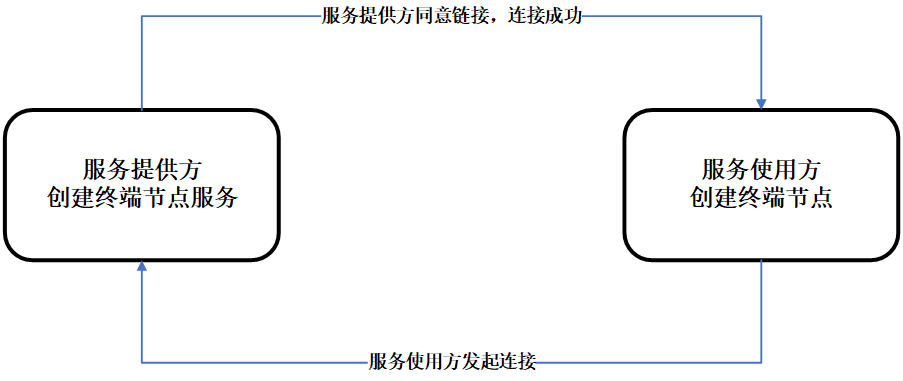 服务提供方同意链接，连接成功
服务提供方
创建终端节点服务
服务使用方
创建终端节点
服务使用方发起连接